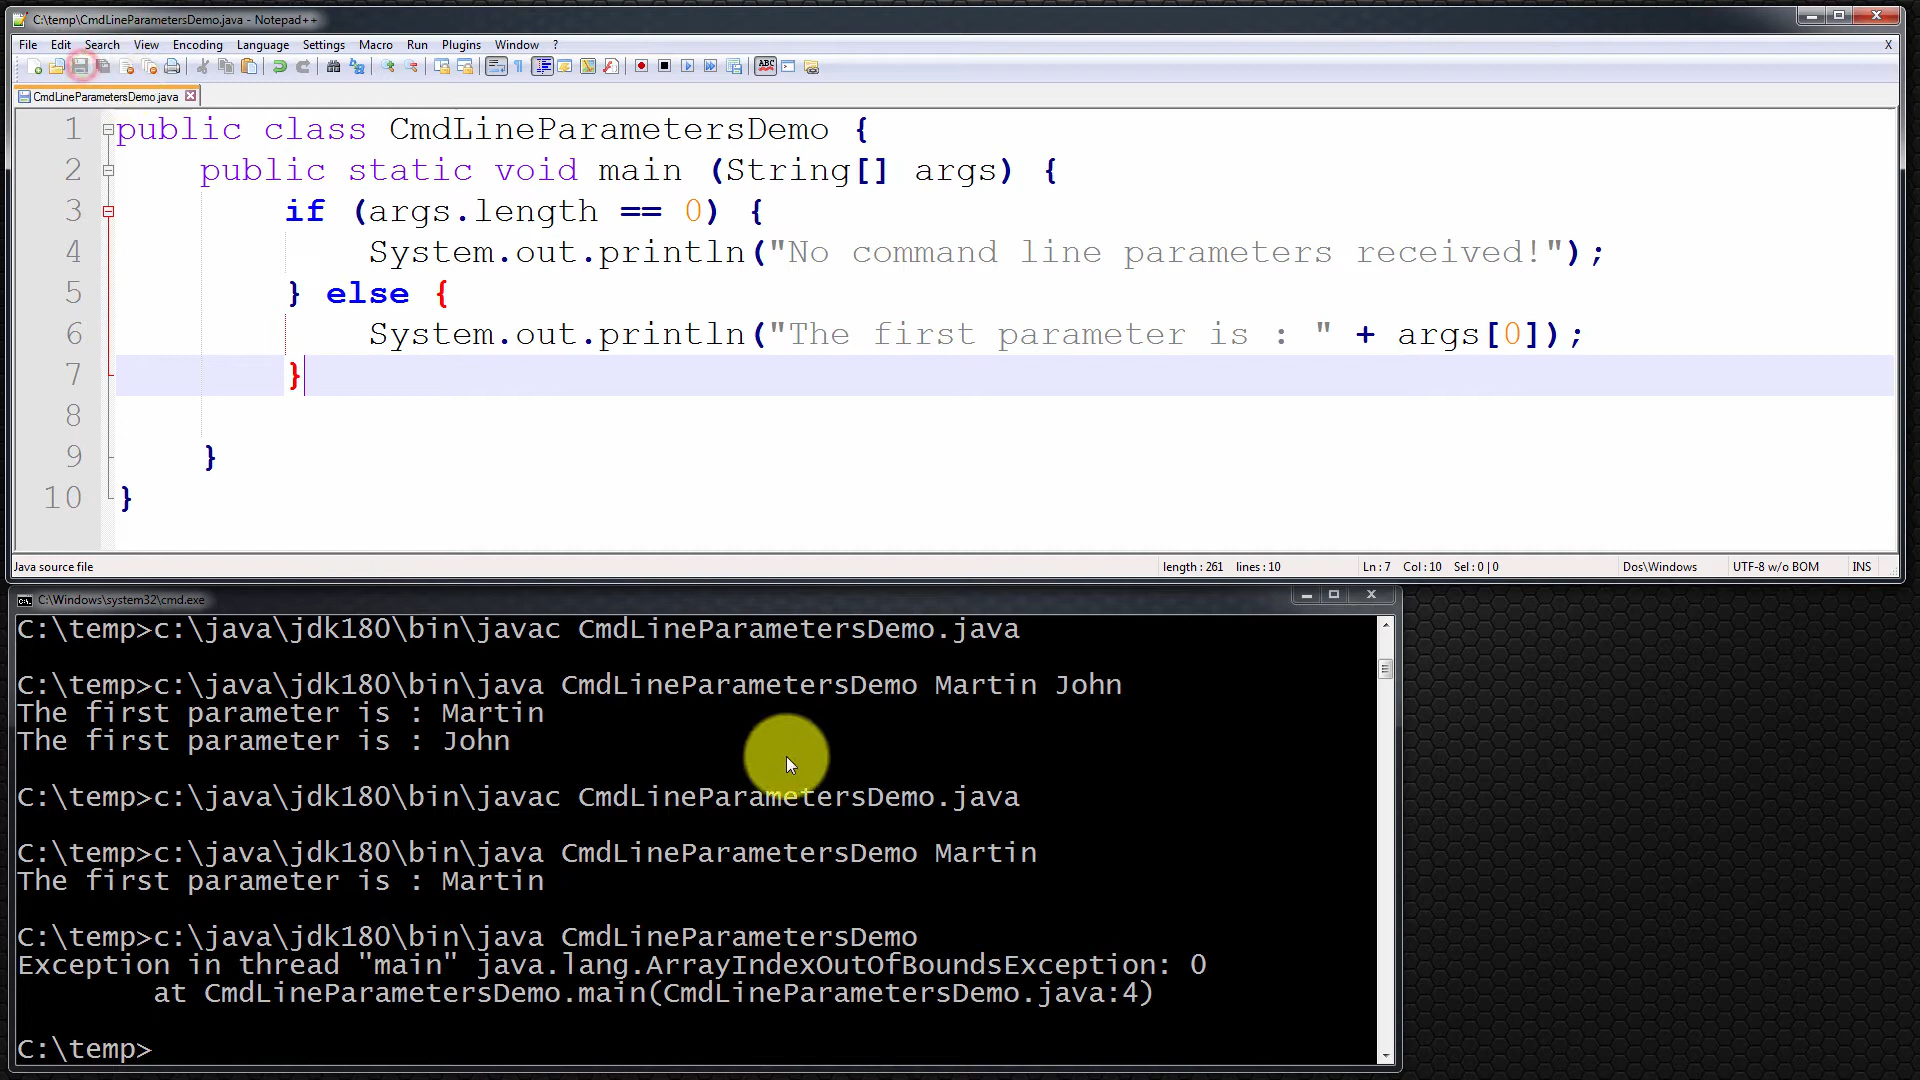 C:\temp\CmdLineParametersDemo.java - Notepad++
File Edit Search View Encoding Language Settings Macro Run Plugins Window ? X
ABC
CmdLineParametersDemo.java
1 public class CmdLineParametersDemo {
2 public static void main (String[] args) {
3 if (args.length == 0) {
4 System.out.println("No command line parameters received!");
5 } else {
6 System.out.println("The first parameter is : " + args[0]);
7 }
8
9 }
10 }
Java source file length : 261 lines : 10 Ln : 7 Col : 10 Sel : 0 | 0 Dos\Windows UTF-8 w/o BOM INS
C:\Windows\system32\cmd.exe
C:\temp>c:\java\jdk180\bin\javac CmdLineParametersDemo.java
C:\temp>c:\java\jdk180\bin\java CmdLineParametersDemo Martin John
The first parameter is : Martin
The first parameter is : John
C:\temp>c:\java\jdk180\bin\javac CmdLineParametersDemo.java
C:\temp>c:\java\jdk180\bin\java CmdLineParametersDemo Martin
The first parameter is : Martin
C:\temp>c:\java\jdk180\bin\java CmdLineParametersDemo
Exception in thread "main" java.lang.ArrayIndexOutOfBoundsException: 0
at CmdLineParametersDemo.main(CmdLineParametersDemo.java:4)
C:\temp>